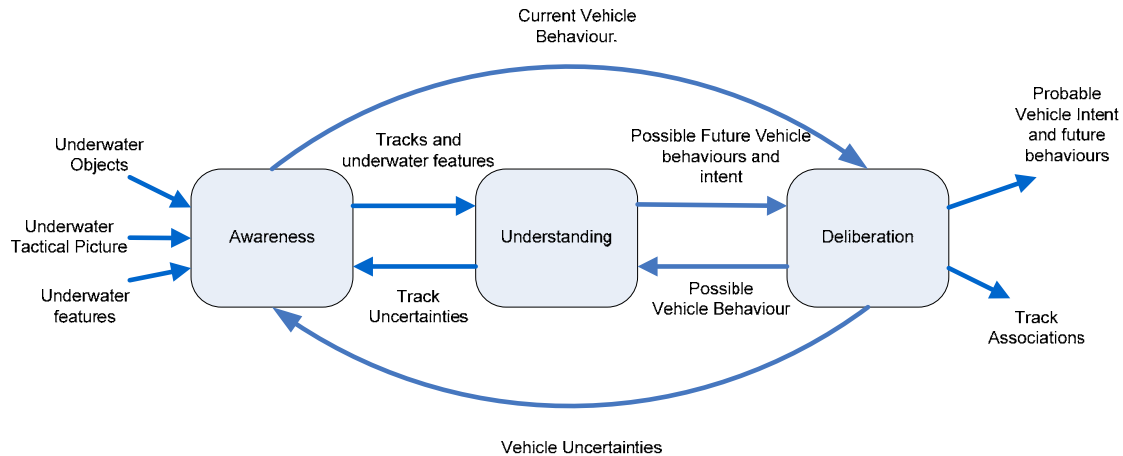 Current Vehicle
Behaviour.
Underwater
Objects
Underwater
Tactical Picture
Underwater
features
Awareness
Tracks and
underwater features
Track
Uncertainties
Understanding
Possible Future Vehicle
behaviours and
intent
Possible
Vehicle Behaviour
Deliberation
Probable
Vehicle Intent
and future
behaviours
Track
Associations
Vehicle Uncertainties